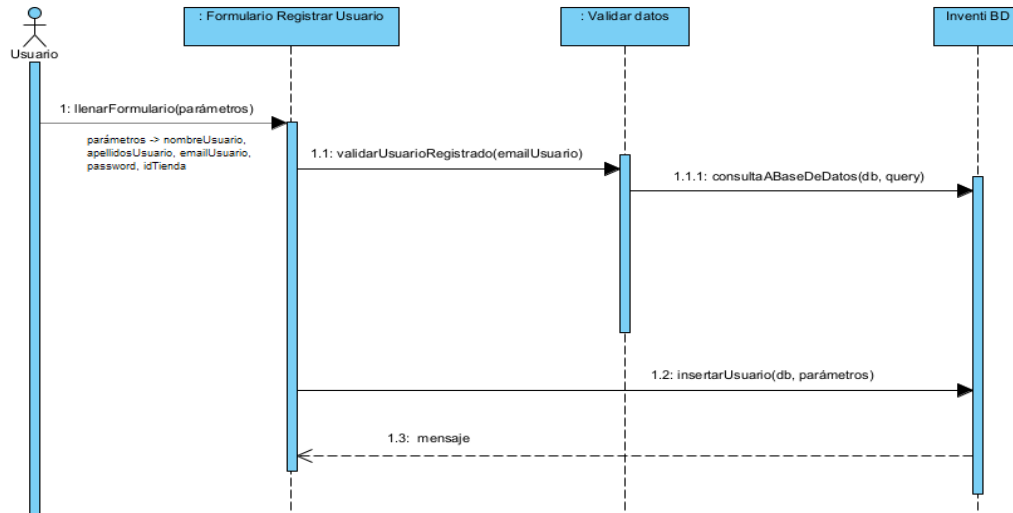 : Formulario Registrar Usuario
: Validar datos
Inventi BD
Usuario
1: llenarFormulario(parámetros)
parámetros -> nombreUsuario,
apellidosUsuario, emailUsuario,
password, idTienda
1.1: validarUsuarioRegistrado(emailUsuario)
1.1.1: consultaABaseDeDatos(db, query)
1.2: insertarUsuario(db, parámetros)
1.3: mensaje